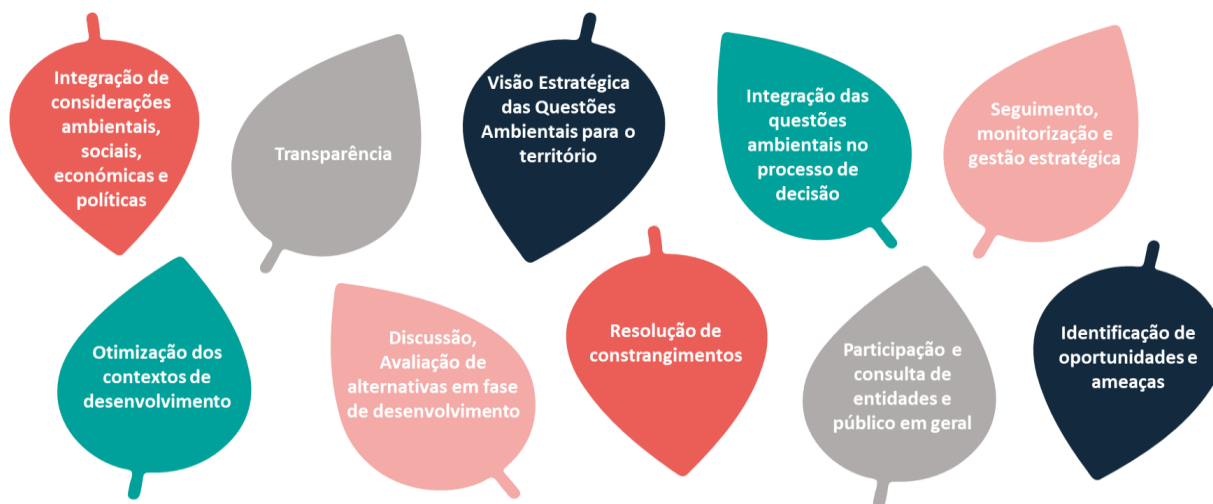 Integração de
considerações
ambientais,
sociais,
económicas e
políticas
Transparência
Visão Estratégica
das Questões
Ambientais para o
território
Integração das
questões
ambientais no
processo de
decisão
Seguimento,
monitorização e
gestão estratégica
Otimização dos
contextos de
desenvolvimento
Discussão,
Avaliação de
alternativas em fase
de desenvolvimento
Resolução de
constrangimentos
Participação e
consulta de
entidades e
público em geral
Identificação de
oportunidades e
ameaças